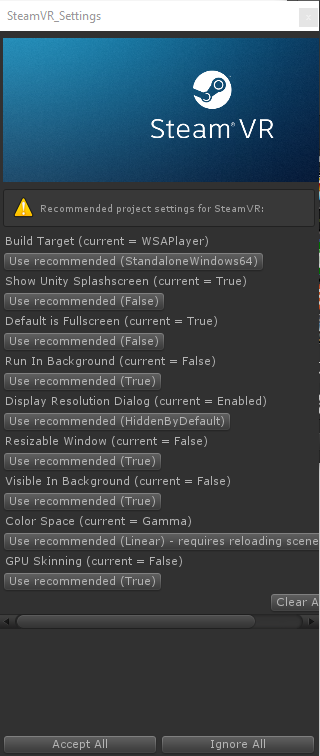 SteamVR_Settings
Steam®VR
Recommended project settings for SteamVR:
Build Target (current = WSAPlayer)
Use recommended (StandaloneWindows64)
Show Unity Splashscreen (current = True)
Use recommended (False)
Default is Fullscreen (current = True)
Use recommended (False)
Run In Background (current = False)
Use recommended (True)
Display Resolution Dialog (current = Enabled)
Use recommended (HiddenByDefault)
Resizable Window (current = False)
Use recommended (True)
Visible In Background (current = False)
Use recommended (True)
Color Space (current = Gamma)
Use recommended (Linear) - requires reloading scene
GPU Skinning (current = False)
Use recommended (True)
Clear A
Accept All
Ignore All